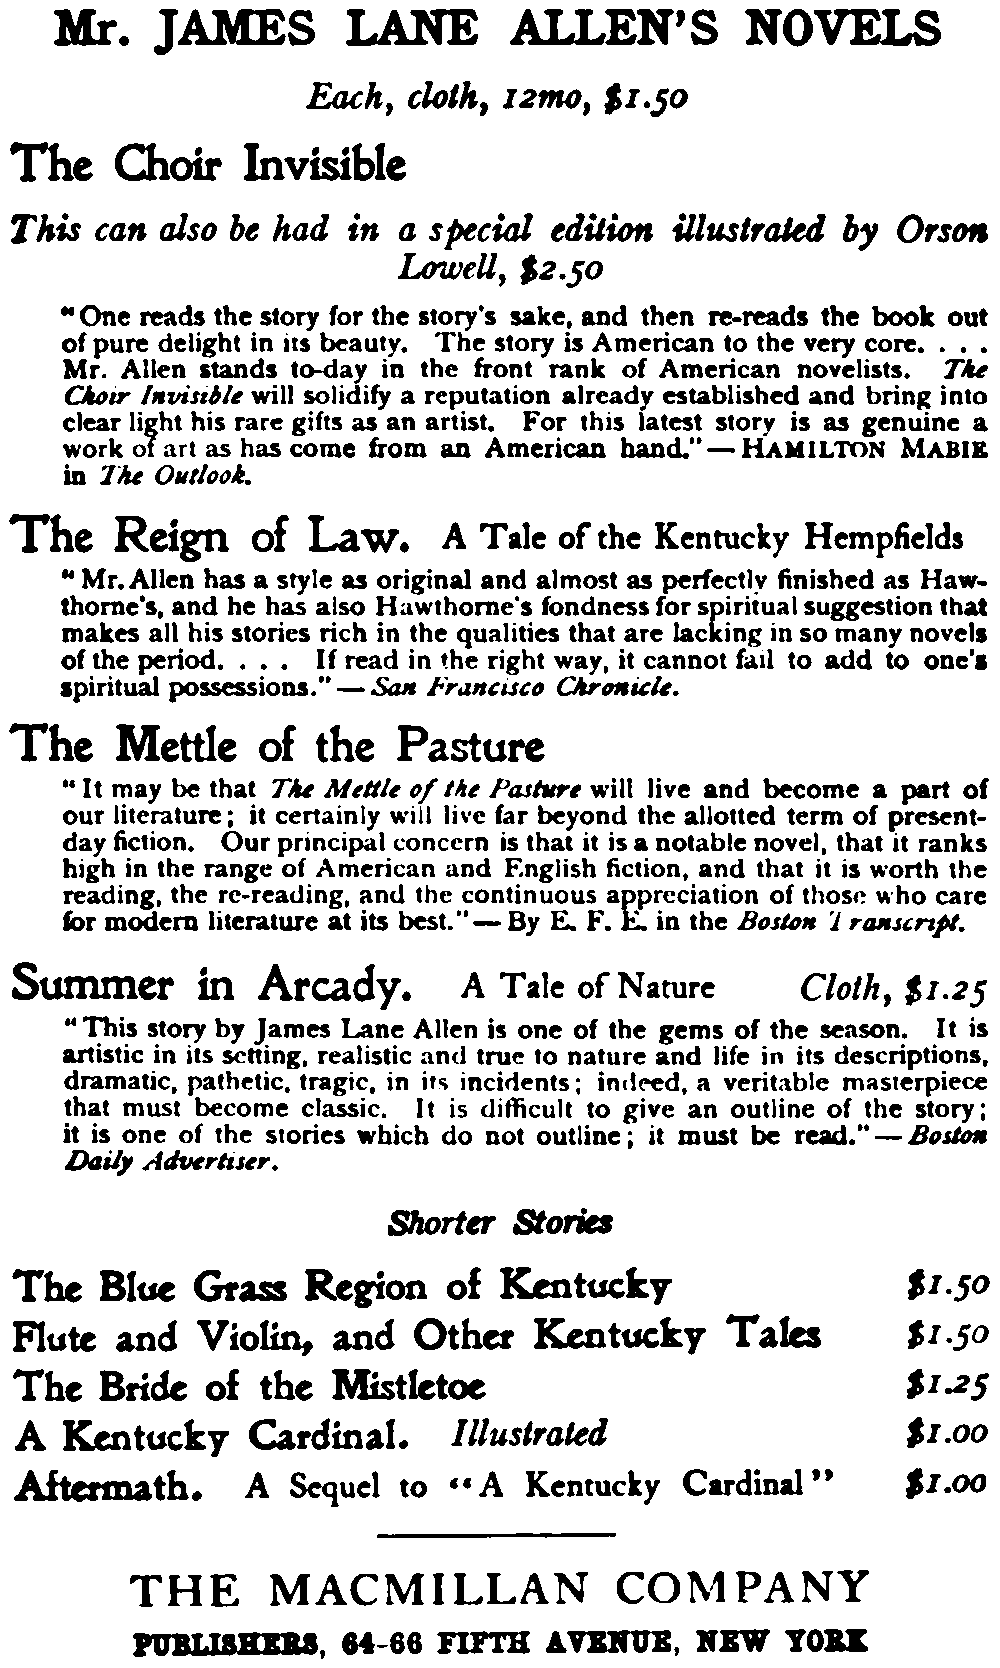 Mr. JAMES LANE ALLEN'S NOVELS
Each, cloth, 12mo, $1.50
The Choir Invisible
This can also be had in a special edition illustrated by Orson
Lowell, $2.50
"One reads the story for the story's sake, and then re-reads the book out
of pure delight in its beauty. The story is American to the very core. . . .
Mr. Allen stands to-day in the front rank of American novelists. The
Choir Invisible will solidify a reputation already established and bring into
clear light his rare gifts as an artist. For this latest story is as genuine a
work of art as has come from an American hand."—HAMILTON MABIE
in The Outlook.
The Reign of Law. A Tale of the Kentucky Hempfields
"Mr. Allen has a style as original and almost as perfectly finished as Haw-
thorne's, and he has also Hawthorne's fondness for spiritual suggestion that
makes all his stories rich in the qualities that are lacking in so many novels
of the period. . . . If read in the right way, it cannot fail to add to one's
spiritual possessions."—San Francisco Chronicle.
The Mettle of the Pasture
"It may be that The Mettle of the Pasture will live and become a part of
our literature; it certainly will live far beyond the allotted term of present-
day fiction. Our principal concern is that it is a notable novel, that it ranks
high in the range of American and English fiction, and that it is worth the
reading, the re-reading, and the continuous appreciation of those who care
for modern literature at its best."—By E. F. E. in the Boston Transcript.
Summer in Arcady. A Tale of Nature Cloth, $1.25
"This story by James Lane Allen is one of the gems of the season. It is
artistic in its setting, realistic and true to nature and life in its descriptions,
dramatic, pathetic, tragic, in its incidents; indeed, a veritable masterpiece
that must become classic. It is difficult to give an outline of the story;
it is one of the stories which do not outline; it must be read."—Boston
Daily Advertiser.
Shorter Stories
The Blue Grass Region of Kentucky $1.50
Flute and Violin, and Other Kentucky Tales $1.50
The Bride of the Mistletoe $1.25
A Kentucky Cardinal. Illustrated $1.00
Aftermath. A Sequel to "A Kentucky Cardinal" $1.00
THE MACMILLAN COMPANY
PUBLISHERS, 64-66 FIFTH AVENUE, NEW YORK